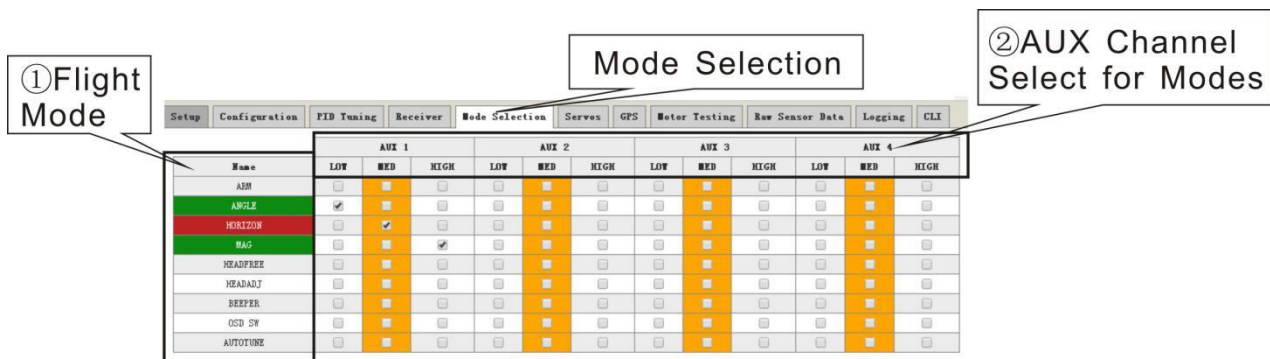 ①Flight
Mode
Mode Selection
②AUX Channel
Select for Modes
Setup Configuration PID Tuning Receiver Mode Selection Servos GPS Motor Testing Raw Sensor Data Logging CLI
AUX 1 AUX 2 AUX 3 AUX 4
Name LOW MED HIGH LOW MED HIGH LOW MED HIGH LOW MED HIGH
ARM
ANGLE
HORIZON
MAG
HEADFREE
HEADADJ
BEEPER
OSD SW
AUTOTUNE